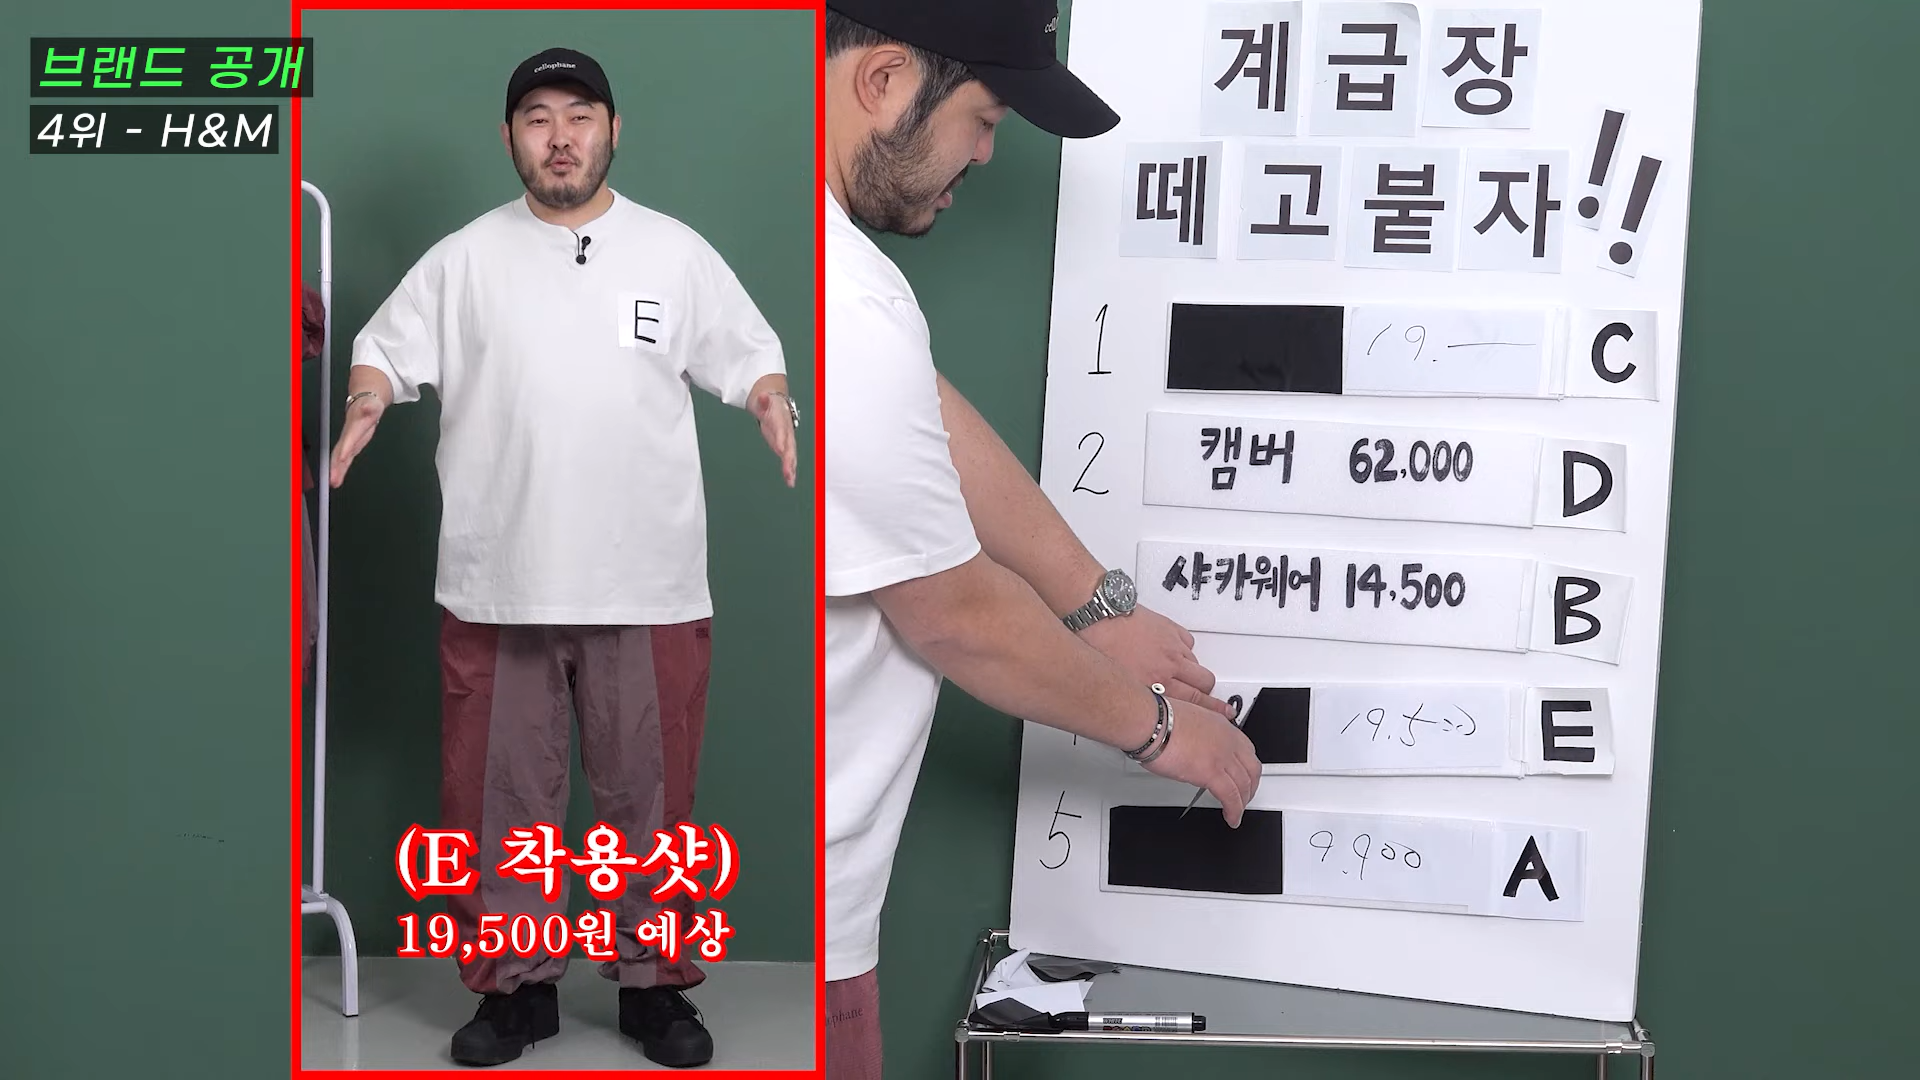 브랜드 공개
4위 - H&M
cellophane
E
(E 착용샷)
19,500원 예상
계급장
떼고붙자!!
1 19.— C
2 캠버 62,000 D
샤카웨어 14,500 B
19.500 E
5 9.900 A